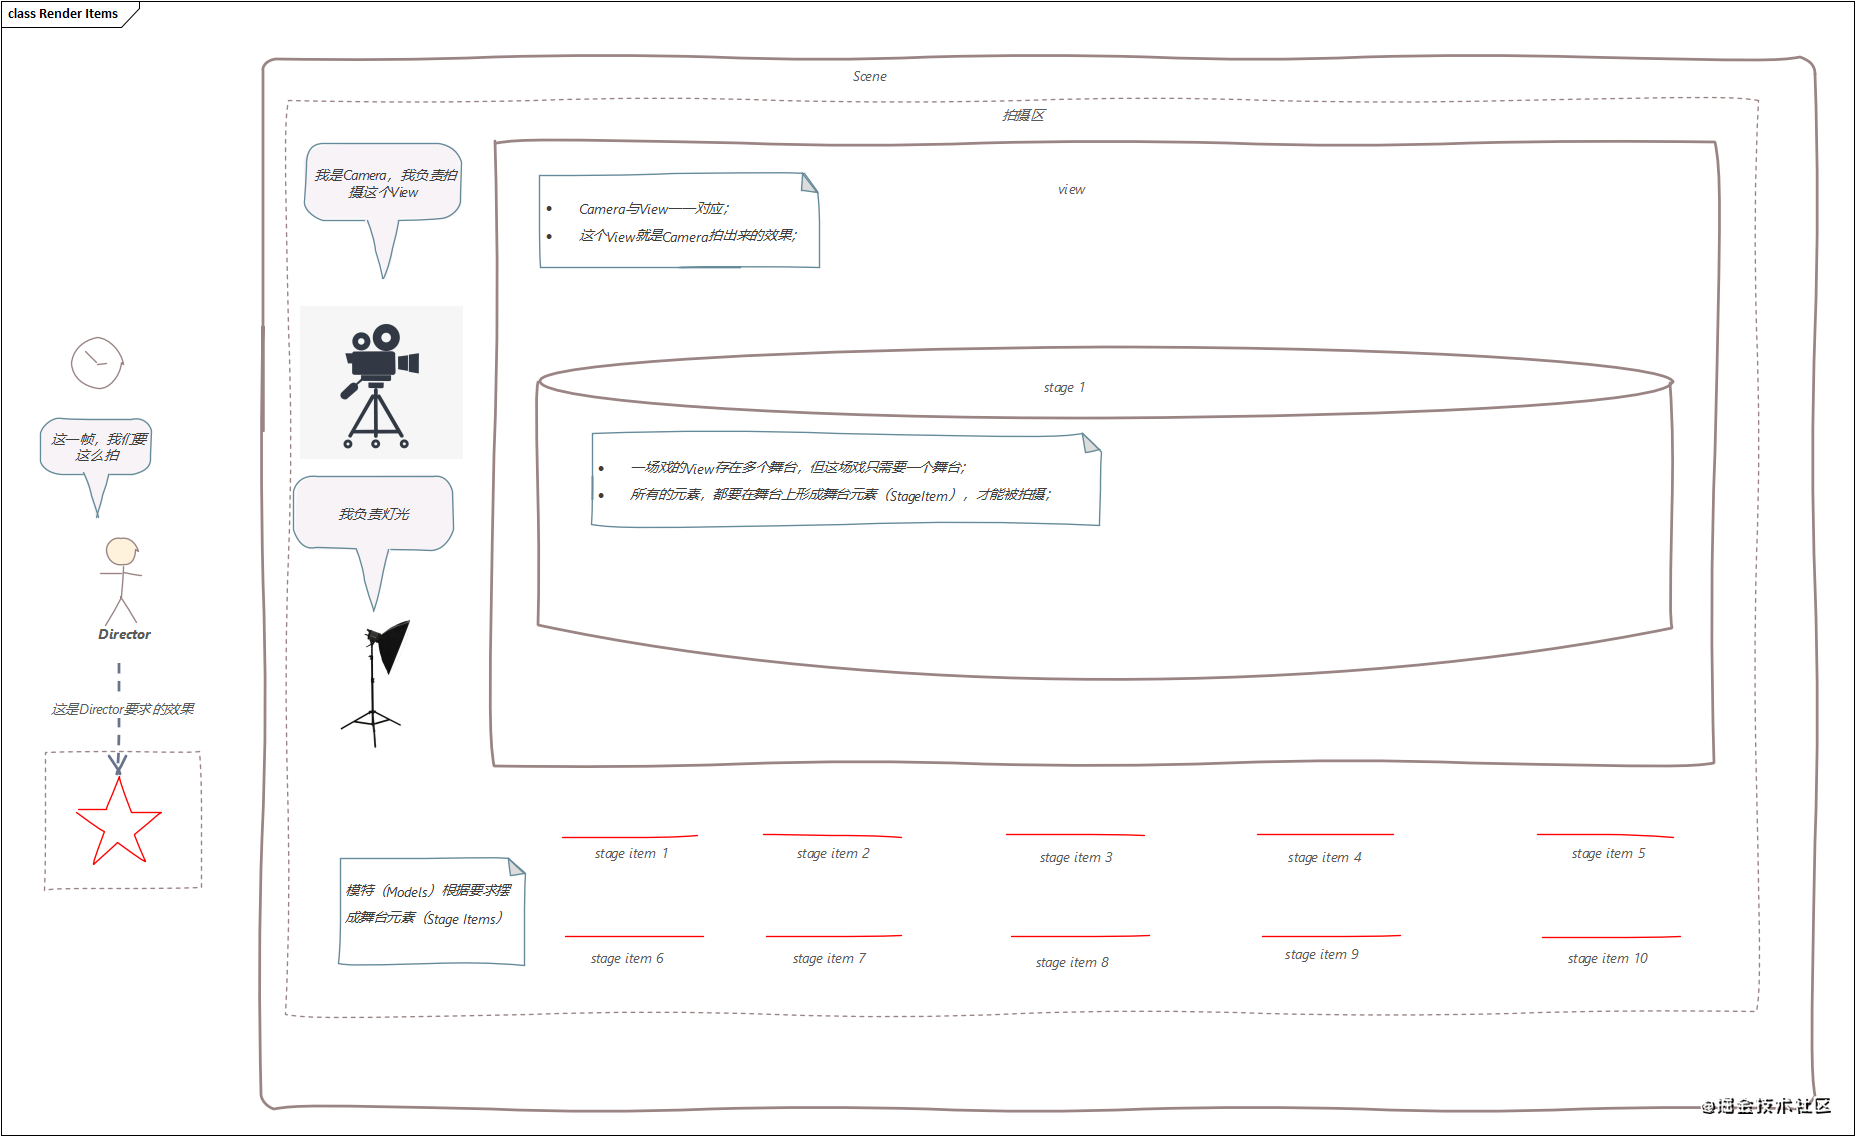 class Render Items
Scene
拍摄区
我是Camera，我负责拍
摄这个View
view
• Camera与View一一对应；
• 这个View就是Camera拍出来的效果；
stage 1
这一帧，我们要
这么拍
• 一场戏的View存在多个舞台，但这场戏只需要一个舞台；
• 所有的元素，都要在舞台上形成舞台元素（StageItem），才能被拍摄；
我负责灯光
Director
这是Director要求的效果
stage item 1
stage item 2
stage item 3
stage item 4
stage item 5
模特（Models）根据要求摆
成舞台元素（Stage Items）
stage item 6
stage item 7
stage item 8
stage item 9
stage item 10
@掘金技术社区